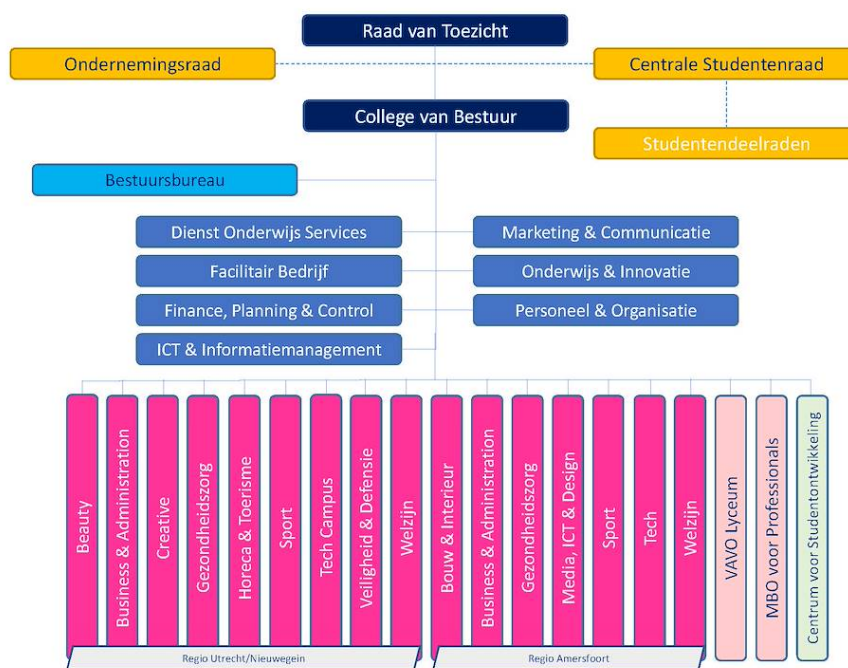 Raad van Toezicht
Ondernemingsraad
Centrale Studentenraad
College van Bestuur
Studentendeelraden
Bestuursbureau
Dienst Onderwijs Services
Marketing & Communicatie
Facilitair Bedrijf
Onderwijs & Innovatie
Finance, Planning & Control
Personeel & Organisatie
ICT & Informatiemanagement
Beauty
Business & Administration
Creative
Gezondheidszorg
Horeca & Toerisme
Sport
Tech Campus
Veiligheid & Defensie
Welzijn
Bouw & Interieur
Business & Administration
Gezondheidszorg
Media, ICT & Design
Sport
Tech
Welzijn
VAVO Lyceum
MBO voor Professionals
Centrum voor Studentontwikkeling
Regio Utrecht/Nieuwegein
Regio Amersfoort